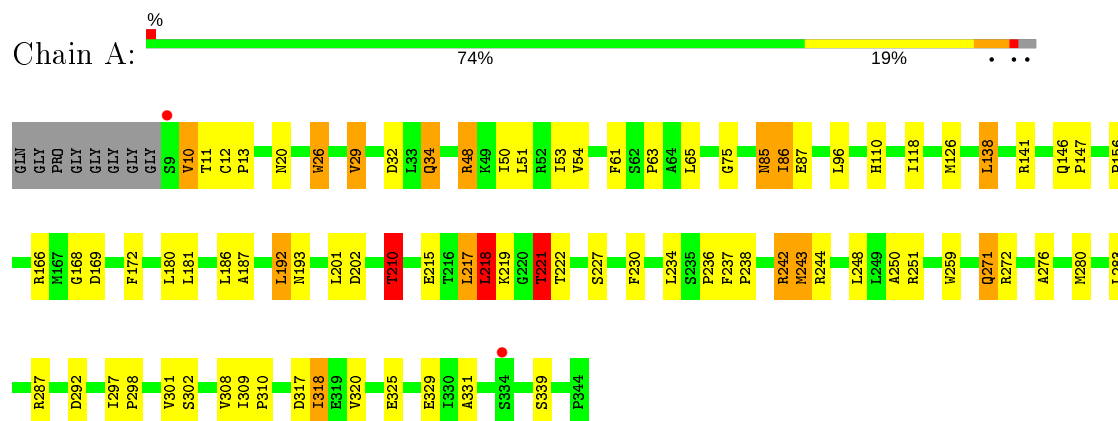 %
Chain A:
74% 19% • • •
GLN GLY PRO GLY GLY GLY GLY GLY S9 V10 T11 C12 P13 N20 W26 V29 D32 L33 Q34 R48 K49 I50 L51 R52 I53 V54 F61 S62 P63 A64 L65 G75 N85 I86 E87 L96 H110 I118 M126 L138 R141 Q146 P147
R166 M167 G168 D169 F172 L180 L181 L186 A187 L192 N193 L201 D202 T210 E215 T216 L217 L218 K219 G220 T221 T222 S227 F230 L234 S235 P236 F237 P238 R242 M243 R244 L248 L249 A250 R251 W259 Q271 R272 A276 M280
R287 D292 I297 P298 V301 S302 V308 I309 P310 D317 I318 E319 V320 E325 E329 I330 A331 S334 S339 P344